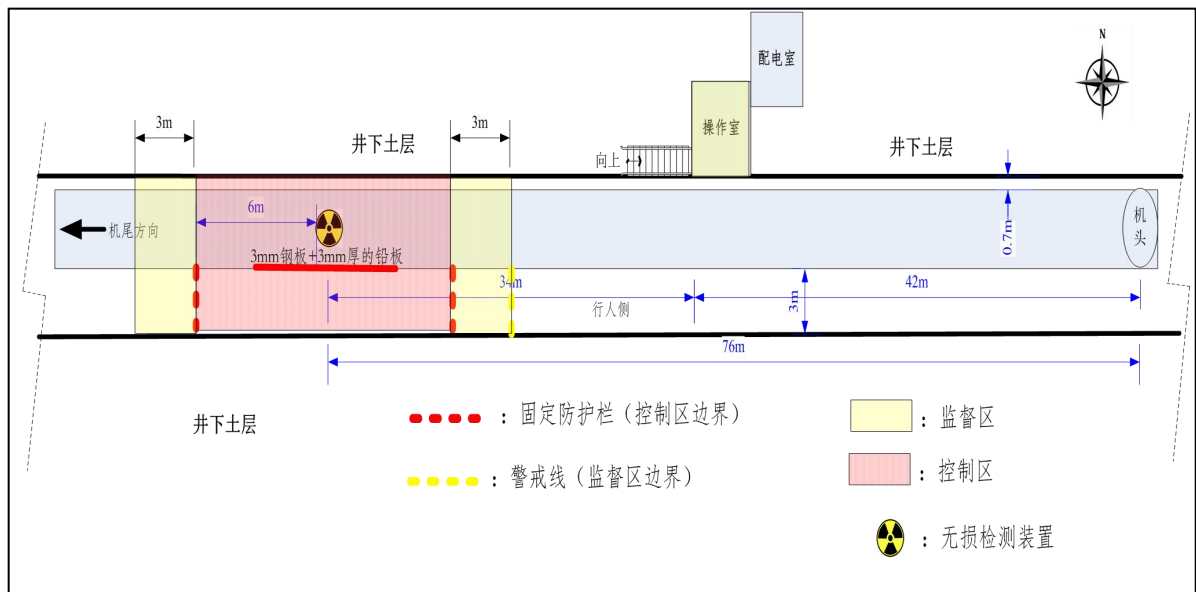 配电室
N
3m
3m
操作室
井下土层
井下土层
向上
6m
机尾方向
机头
0.7m
3mm钢板+3mm厚的铅板
34m
42m
行人侧
3m
76m
井下土层
：固定防护栏（控制区边界）
：监督区
：警戒线（监督区边界）
：控制区
：无损检测装置